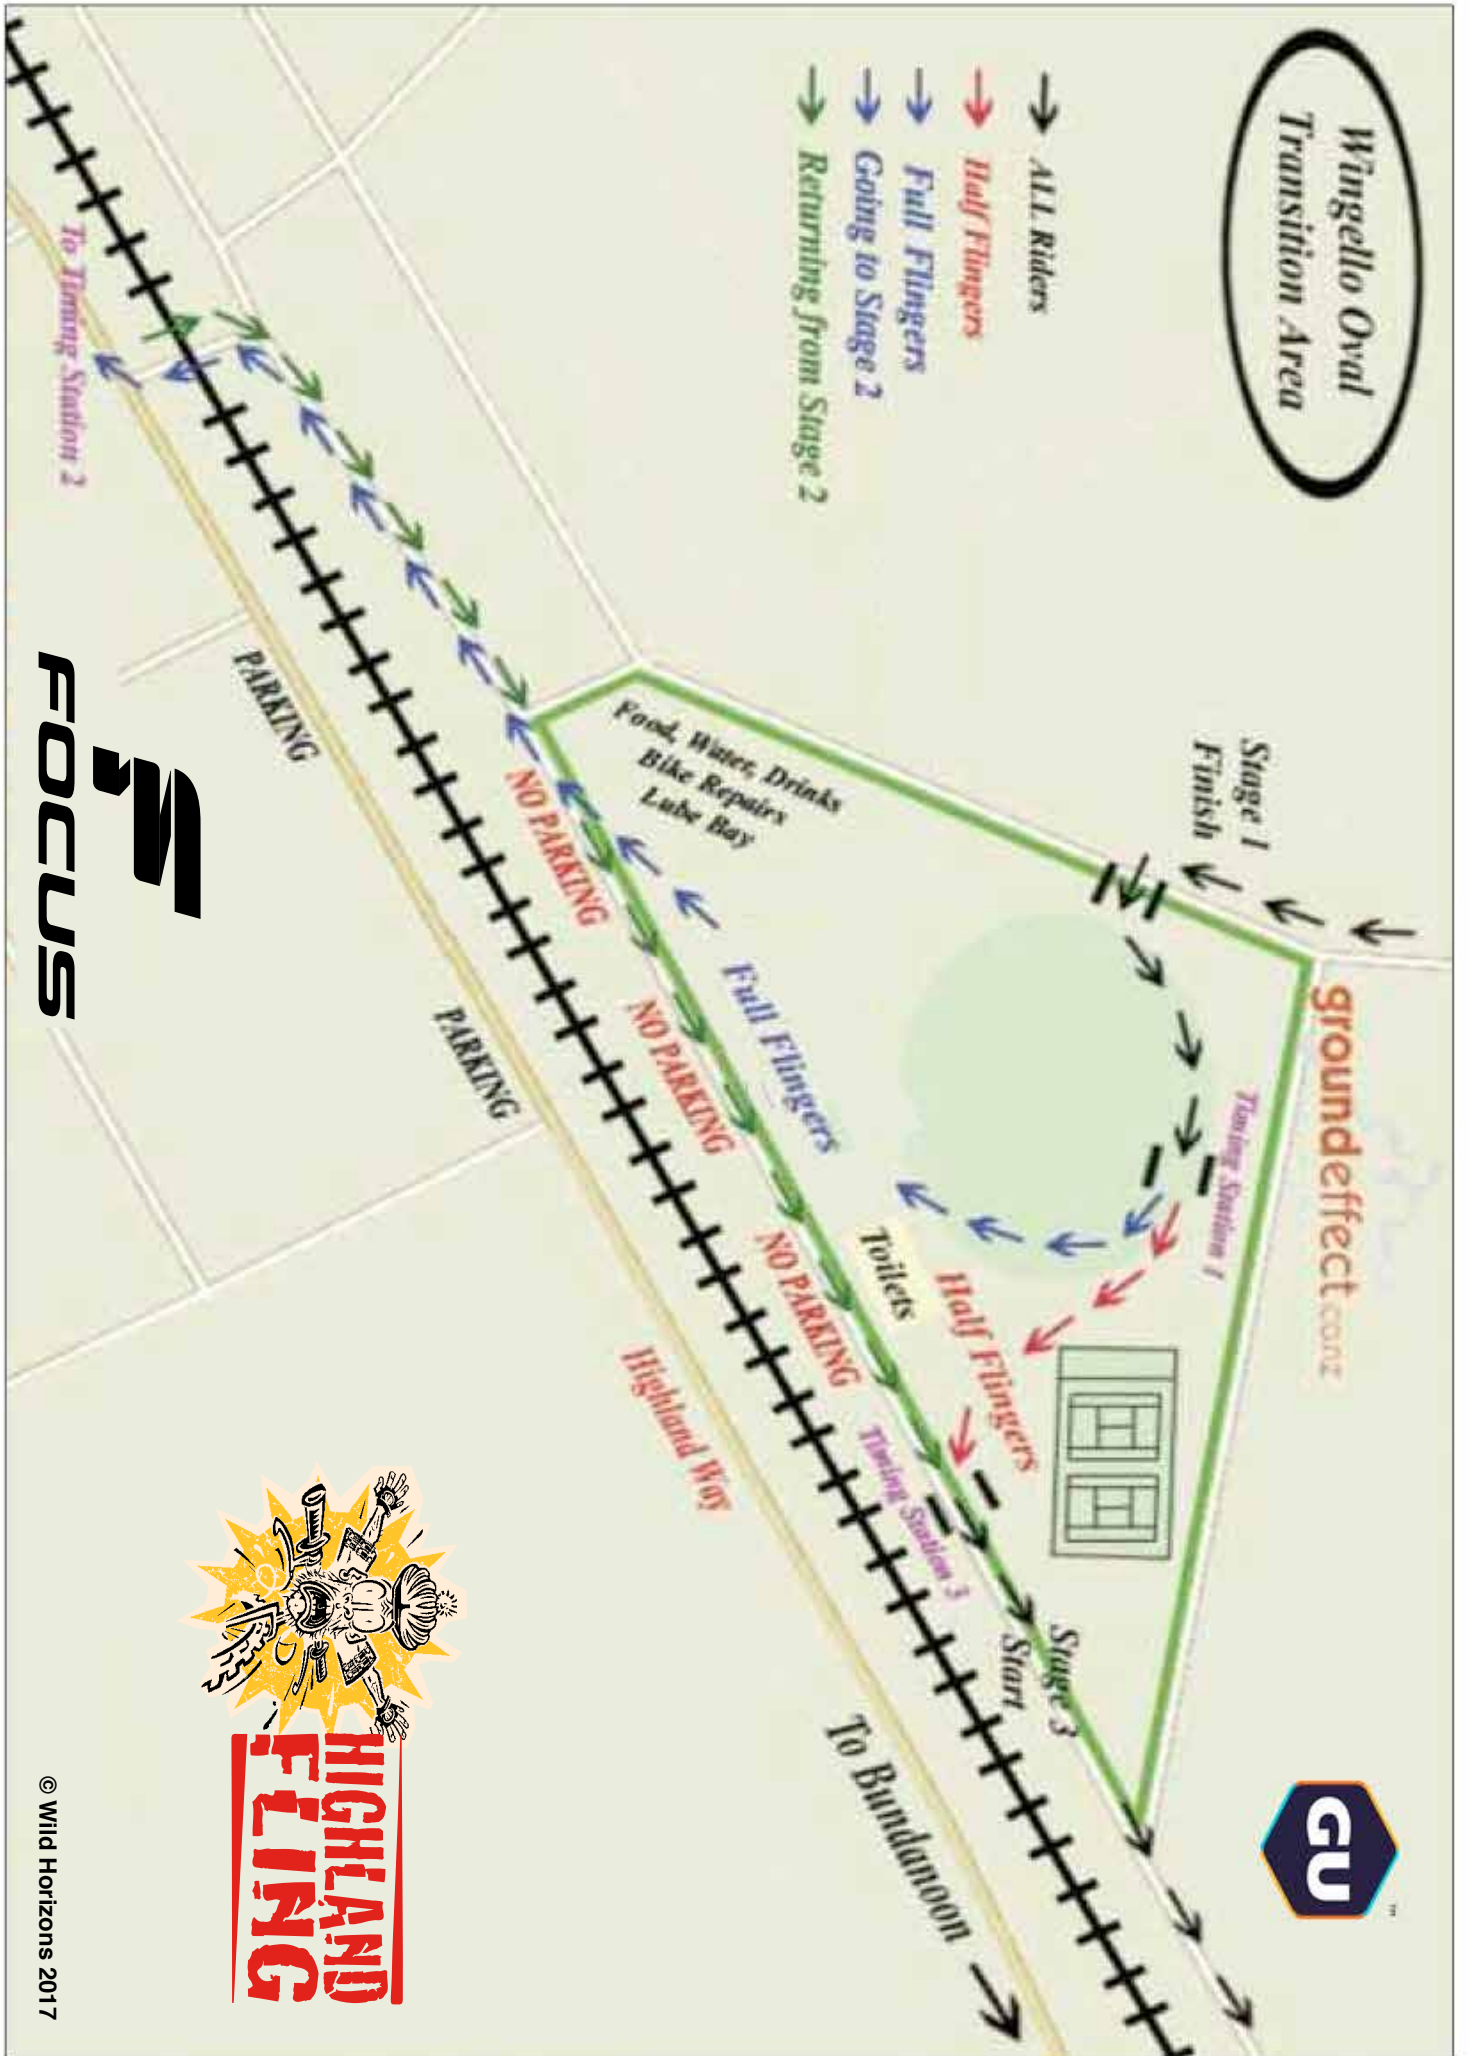 Wingello Oval
Transition Area
ALL Riders
Half Flingers
Full Flingers
Going to Stage 2
Returning from Stage 2
Stage 1
Finish
groundeffect.co.nz
Timing Station 1
Food, Water, Drinks
Bike Repairs
Lube Bay
Full Flingers
Half Flingers
Toilets
NO PARKING
NO PARKING
NO PARKING
Timing Station 3
Stage 3
Start
GU
™
To Timing Station 2
PARKING
PARKING
Highland Way
To Bundanoon
FOCUS
HIGHLAND
FLING
© Wild Horizons 2017